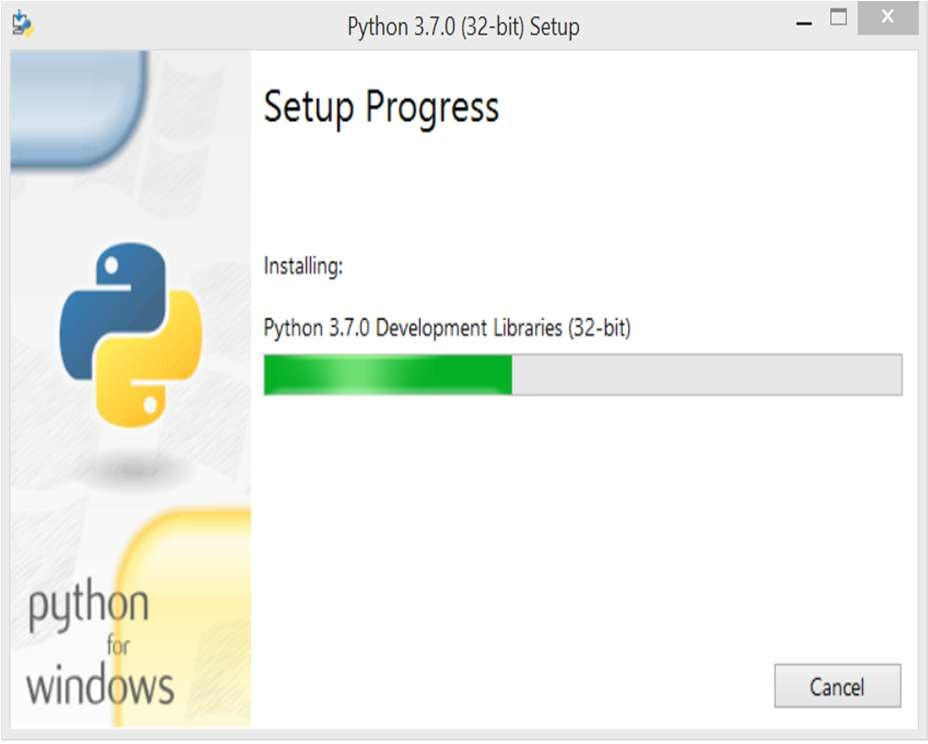 Python 3.7.0 (32-bit) Setup
Setup Progress
Installing:
Python 3.7.0 Development Libraries (32-bit)
python
for
windows
Cancel